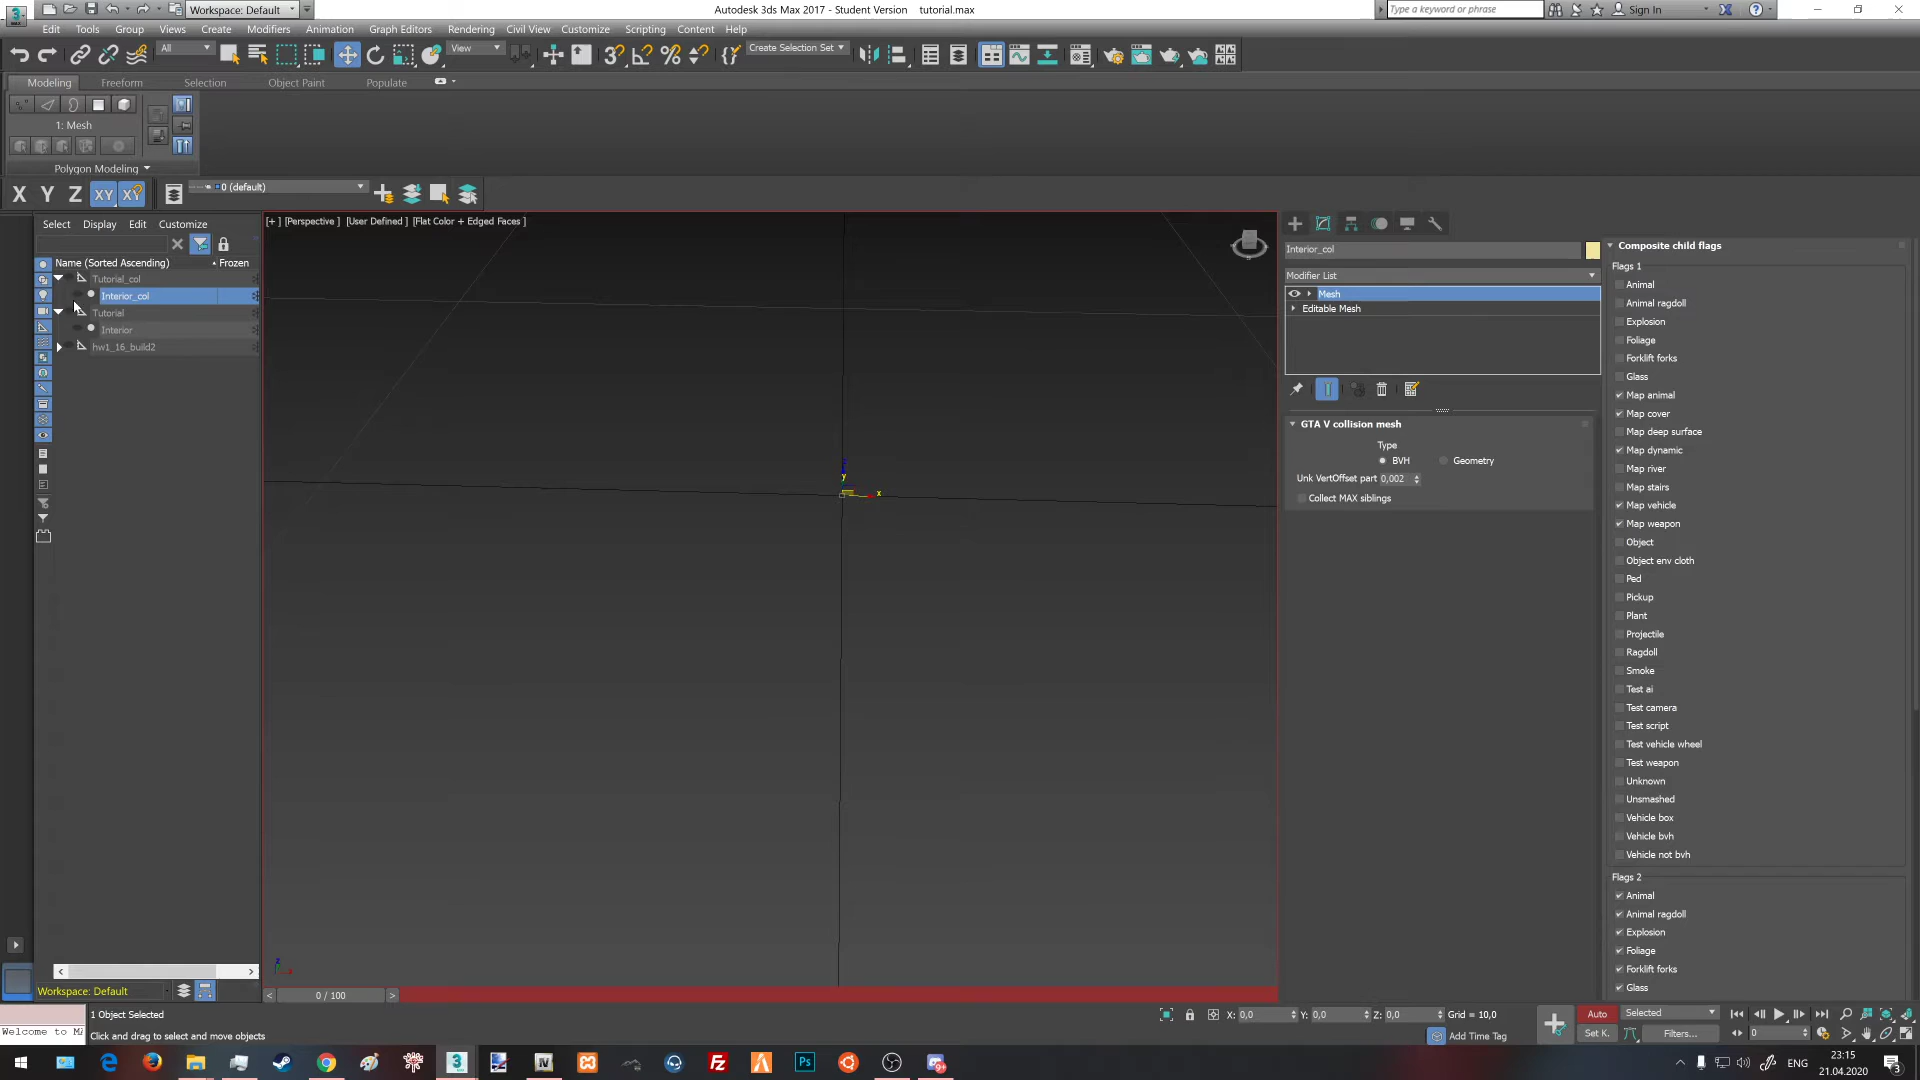 Workspace: Default
Autodesk 3ds Max 2017 - Student Version    tutorial.max
Type a keyword or phrase
Sign In
Edit Tools Group Views Create Modifiers Animation Graph Editors Rendering Civil View Customize Scripting Content Help
All
View
Create Selection Set
Modeling Freeform Selection Object Paint Populate
1: Mesh
Polygon Modeling
X Y Z XY XY
0 (default)
Select Display Edit Customize
Name (Sorted Ascending) Frozen
Tutorial_col
Interior_col
Tutorial
Interior
hw1_16_build2
[+] [Perspective] [User Defined] [Flat Color + Edged Faces]
z
y
x
Interior_col
Modifier List
Mesh
Editable Mesh
GTA V collision mesh
Type
BVH Geometry
Unk VertOffset part 0,002
Collect MAX siblings
Composite child flags
Flags 1
Animal
Animal ragdoll
Explosion
Foliage
Forklift forks
Glass
Map animal
Map cover
Map deep surface
Map dynamic
Map river
Map stairs
Map vehicle
Map weapon
Object
Object env cloth
Ped
Pickup
Plant
Projectile
Ragdoll
Smoke
Test ai
Test camera
Test script
Test vehicle wheel
Test weapon
Unknown
Unsmashed
Vehicle box
Vehicle bvh
Vehicle not bvh
Flags 2
Animal
Animal ragdoll
Explosion
Foliage
Forklift forks
Glass
Workspace: Default
0 / 100
1 Object Selected
Welcome to M
Click and drag to select and move objects
X: 0,0 Y: 0,0 Z: 0,0 Grid = 10,0
Add Time Tag
Auto Selected
Set K. Filters...
0
ENG
23:15
21.04.2020